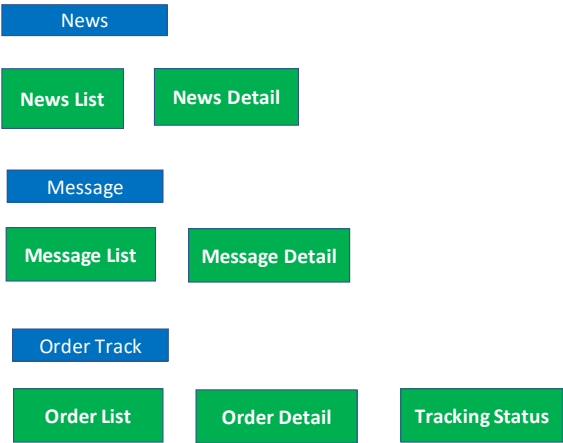 News
News List
News Detail
Message
Message List
Message Detail
Order Track
Order List
Order Detail
Tracking Status